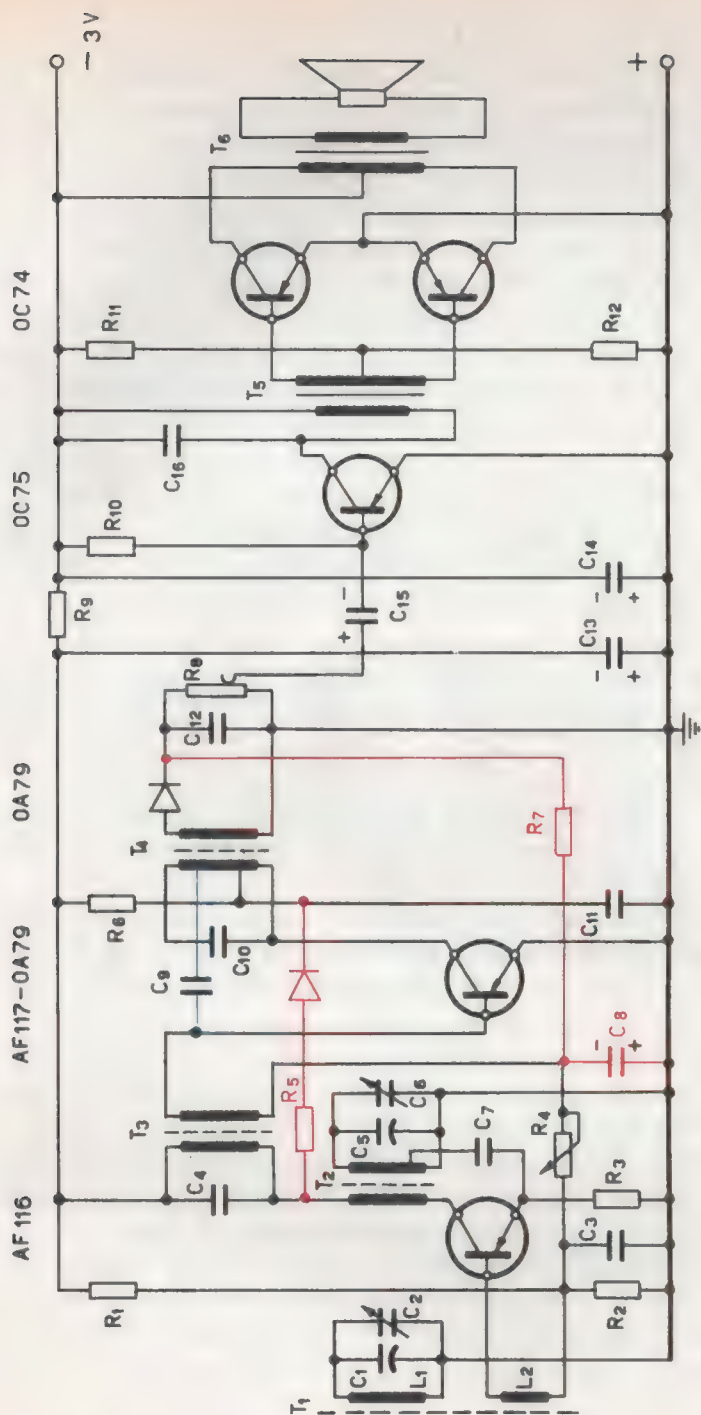 AF116 AF117-OA79 OA79 OC75 OC74
R1
R6
R9
R10
C16
R11
− 3 V
C4
T3
C9
C10
T4
C12
R8
T5
T6
R5
T1
C1
C2
L1
T2
C5
C6
C7
+ C15 −
L2
R2
C3
R3
R4
− C8 +
R7
C11
− C13 +
− C14 +
R12
+